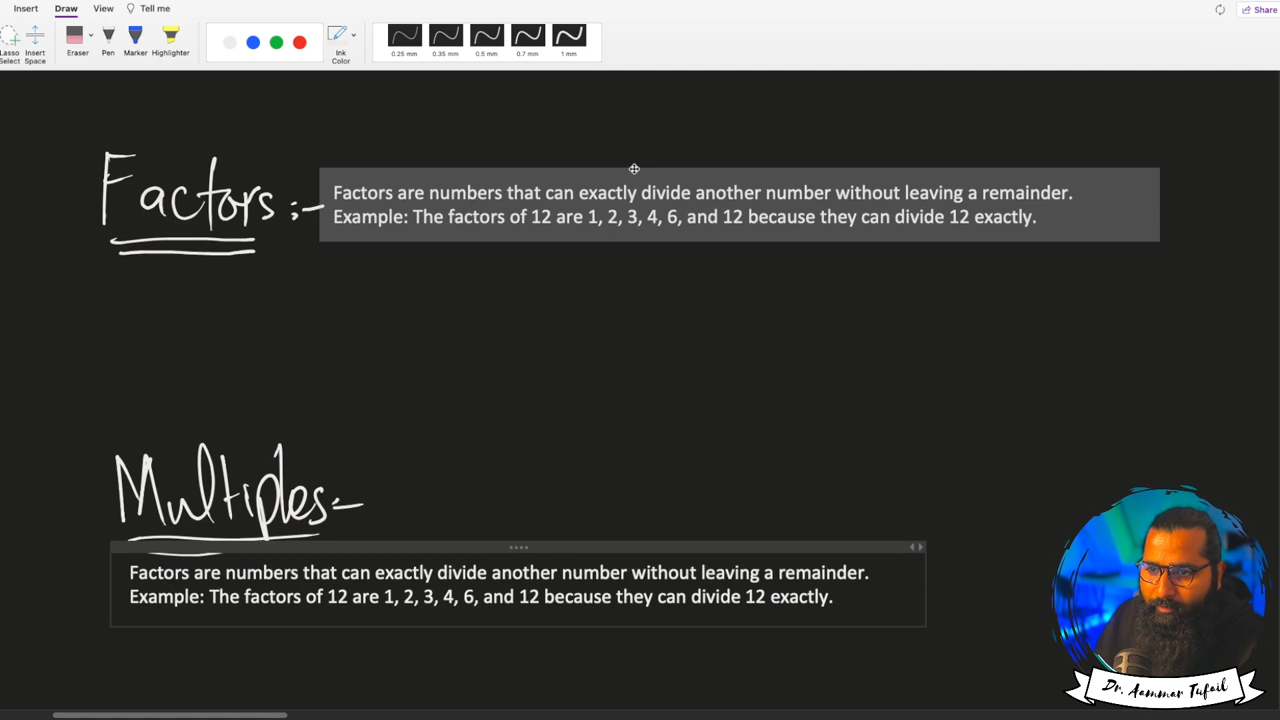 Insert Draw View Tell me
Share
Lasso Select
Insert Space
Eraser
Pen
Marker
Highlighter
Ink Color
0.25 mm
0.35 mm
0.5 mm
0.7 mm
1 mm
Factors :-
Factors are numbers that can exactly divide another number without leaving a remainder.
Example: The factors of 12 are 1, 2, 3, 4, 6, and 12 because they can divide 12 exactly.
Multiples :-
Factors are numbers that can exactly divide another number without leaving a remainder.
Example: The factors of 12 are 1, 2, 3, 4, 6, and 12 because they can divide 12 exactly.
Dr. Aammar Tufail